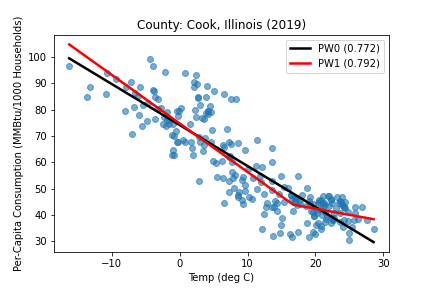 County: Cook, Illinois (2019)
PW0 (0.772)
PW1 (0.792)
Per-Capita Consumption (MMBtu/1000 Households)
100
90
80
70
60
50
40
30
−10
0
10
20
30
Temp (deg C)